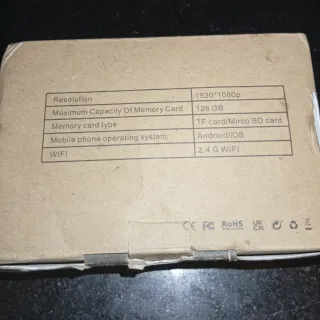 Resolution 1920*1080p
Maximum Capacity Of Memory Card 128 GB
Memory card type TF card/Mirco SD card
Mobile phone operating system Android/IOS
WIFI 2.4 G WiFi
CE FC RoHS UK CA